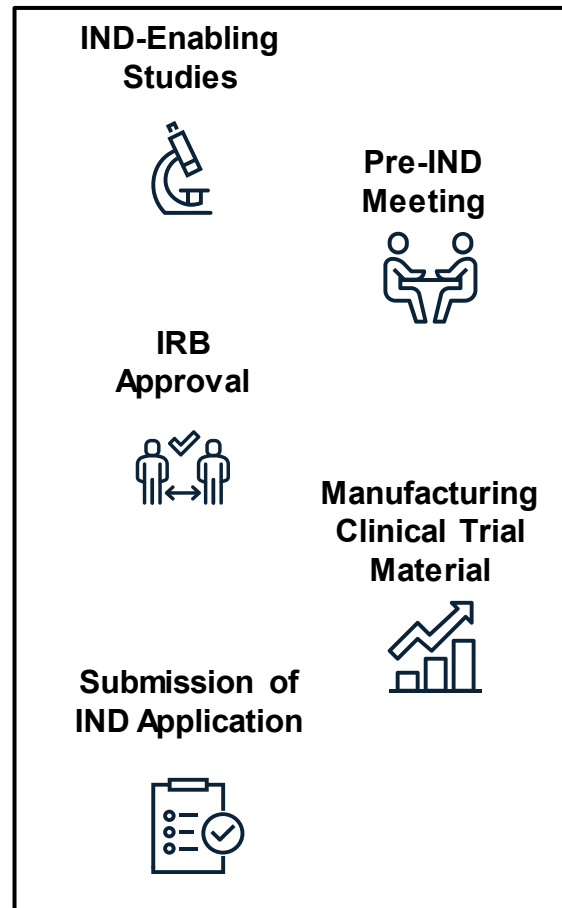 IND-Enabling
Studies
Pre-IND
Meeting
IRB
Approval
Manufacturing
Clinical Trial
Material
Submission of
IND Application